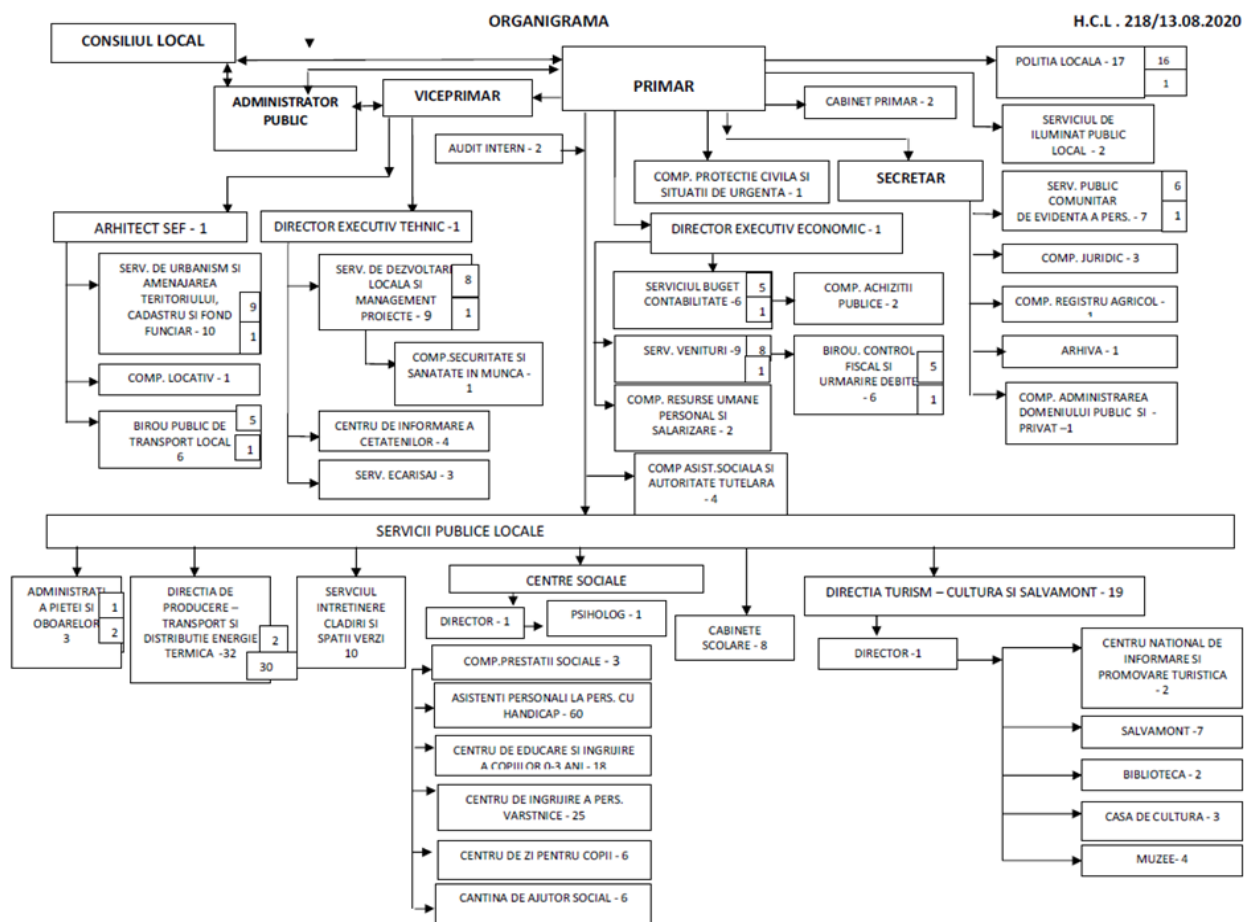 ORGANIGRAMA
H.C.L . 218/13.08.2020
CONSILIUL LOCAL
ADMINISTRATOR
PUBLIC
VICEPRIMAR
PRIMAR
AUDIT INTERN - 2
CABINET PRIMAR - 2
COMP. PROTECTIE CIVILA SI
SITUATII DE URGENTA - 1
SECRETAR
POLITIA LOCALA - 17
16
1
SERVICIUL DE
ILUMINAT PUBLIC
LOCAL - 2
SERV. PUBLIC
COMUNITAR
DE EVIDENTA A PERS. - 7
6
1
COMP. JURIDIC - 3
COMP. REGISTRU AGRICOL -
1
ARHIVA - 1
COMP. ADMINISTRAREA
DOMENIULUI PUBLIC SI -
PRIVAT –1
ARHITECT SEF - 1
SERV. DE URBANISM SI
AMENAJAREA
TERITORIULUI,
CADASTRU SI FOND
FUNCIAR - 10
9
1
COMP. LOCATIV - 1
BIROU PUBLIC DE
TRANSPORT LOCAL
6
5
1
DIRECTOR EXECUTIV TEHNIC -1
SERV. DE DEZVOLTARE
LOCALA SI
MANAGEMENT
PROIECTE - 9
8
1
COMP.SECURITATE SI
SANATATE IN MUNCA -
1
CENTRU DE INFORMARE A
CETATENILOR - 4
SERV. ECARISAJ - 3
DIRECTOR EXECUTIV ECONOMIC - 1
SERVICIUL BUGET
CONTABILITATE -6
5
1
COMP. ACHIZITII
PUBLICE - 2
SERV. VENITURI -9
8
1
BIROU. CONTROL
FISCAL SI
URMARIRE DEBITE
- 6
5
1
COMP. RESURSE UMANE
PERSONAL SI
SALARIZARE - 2
COMP ASIST.SOCIALA SI
AUTORITATE TUTELARA
- 4
SERVICII PUBLICE LOCALE
ADMINISTRATI
A PIETEI SI
OBOARELOR
3
1
2
DIRECTIA DE
PRODUCERE –
TRANSPORT SI
DISTRIBUTIE ENERGIE
TERMICA -32
2
30
SERVCIUL
INTRETINERE
CLADIRI SI
SPATII VERZI
10
CENTRE SOCIALE
DIRECTOR - 1
PSIHOLOG - 1
COMP.PRESTATII SOCIALE - 3
ASISTENTI PERSONALI LA PERS. CU
HANDICAP - 60
CENTRU DE EDUCARE SI INGRIJIRE
A COPIILOR 0-3 ANI - 18
CENTRU DE INGRIJIRE A PERS.
VARSTNICE - 25
CENTRU DE ZI PENTRU COPII - 6
CANTINA DE AJUTOR SOCIAL - 6
CABINETE
SCOLARE - 8
DIRECTIA TURISM – CULTURA SI SALVAMONT - 19
DIRECTOR -1
CENTRU NATIONAL DE
INFORMARE SI
PROMOVARE TURISTICA
- 2
SALVAMONT -7
BIBLIOTECA - 2
CASA DE CULTURA - 3
MUZEE- 4